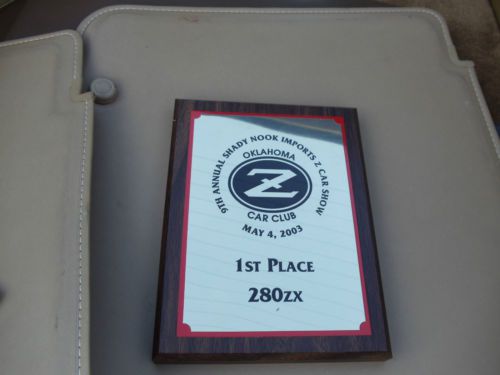 9TH ANNUAL SHADY NOOK IMPORTS Z CAR SHOW
OKLAHOMA
Z
CAR CLUB
MAY 4, 2003
1ST PLACE
280ZX